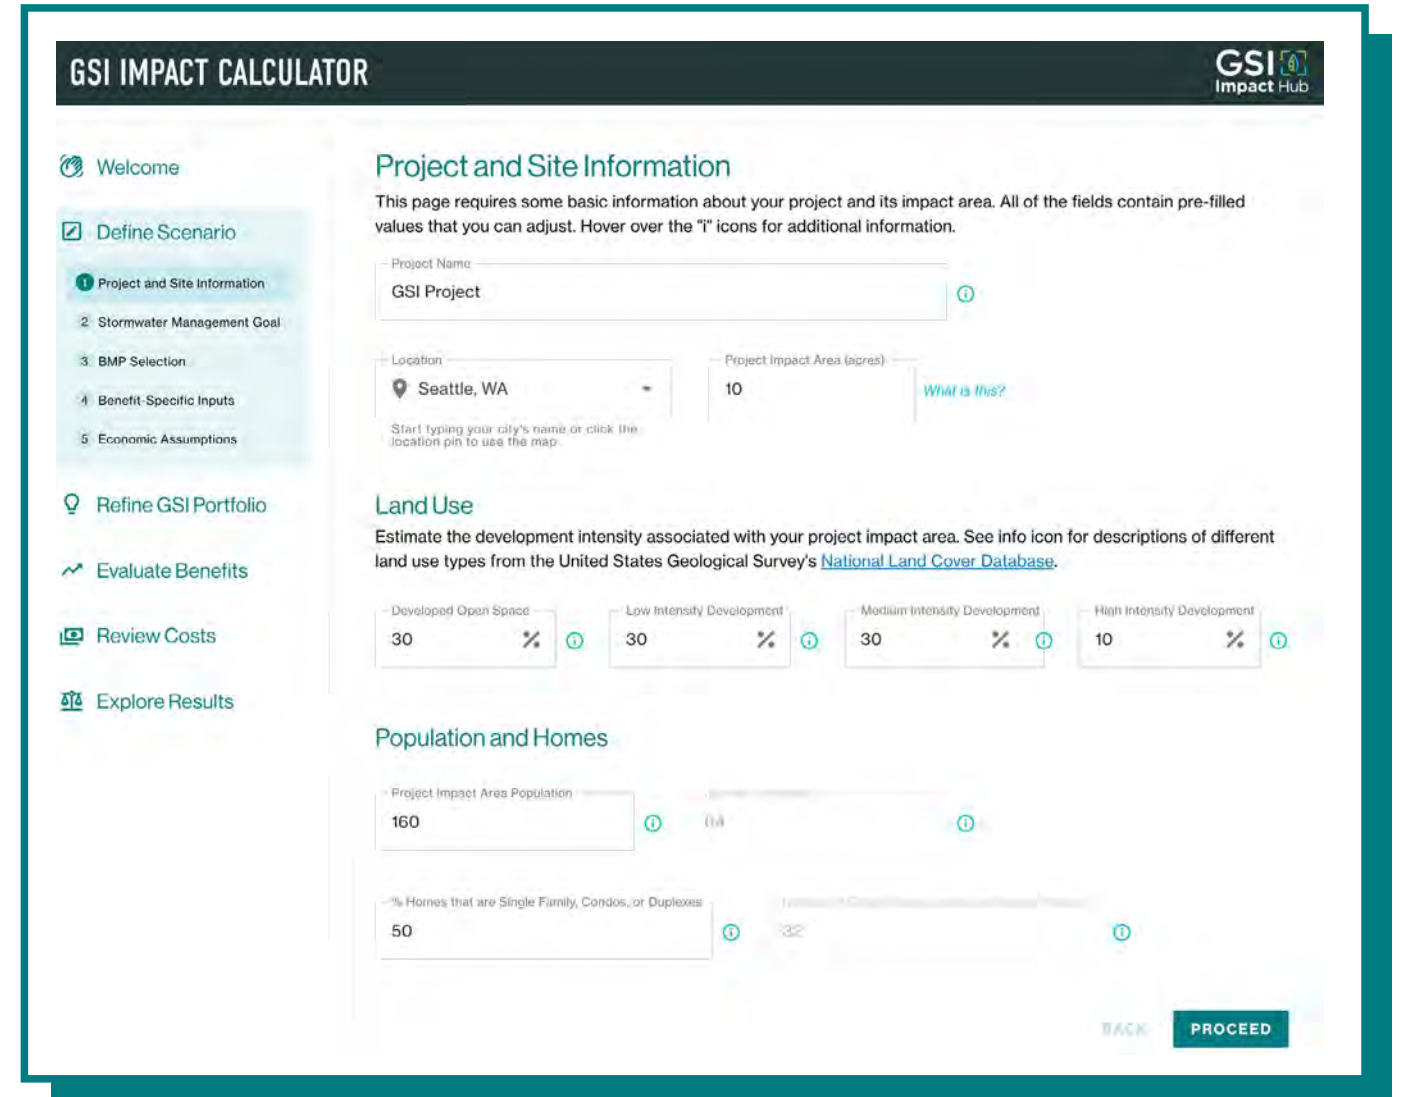 GSI IMPACT CALCULATOR
GSI
Impact Hub
Welcome
Define Scenario
1 Project and Site Information
2 Stormwater Management Goal
3 BMP Selection
4 Benefit-Specific Inputs
5 Economic Assumptions
Refine GSI Portfolio
Evaluate Benefits
Review Costs
Explore Results
Project and Site Information
This page requires some basic information about your project and its impact area. All of the fields contain pre-filled
values that you can adjust. Hover over the "i" icons for additional information.
Project Name
GSI Project
Location
Seattle, WA
Start typing your city's name or click the
location pin to use the map
Project Impact Area (acres)
10
What is this?
Land Use
Estimate the development intensity associated with your project impact area. See info icon for descriptions of different
land use types from the United States Geological Survey's National Land Cover Database.
Developed Open Space
30 %
Low Intensity Development
30 %
Medium Intensity Development
30 %
High Intensity Development
10 %
Population and Homes
Project Impact Area Population
160
% Homes that are Single Family, Condos, or Duplexes
50
32
BACK
PROCEED